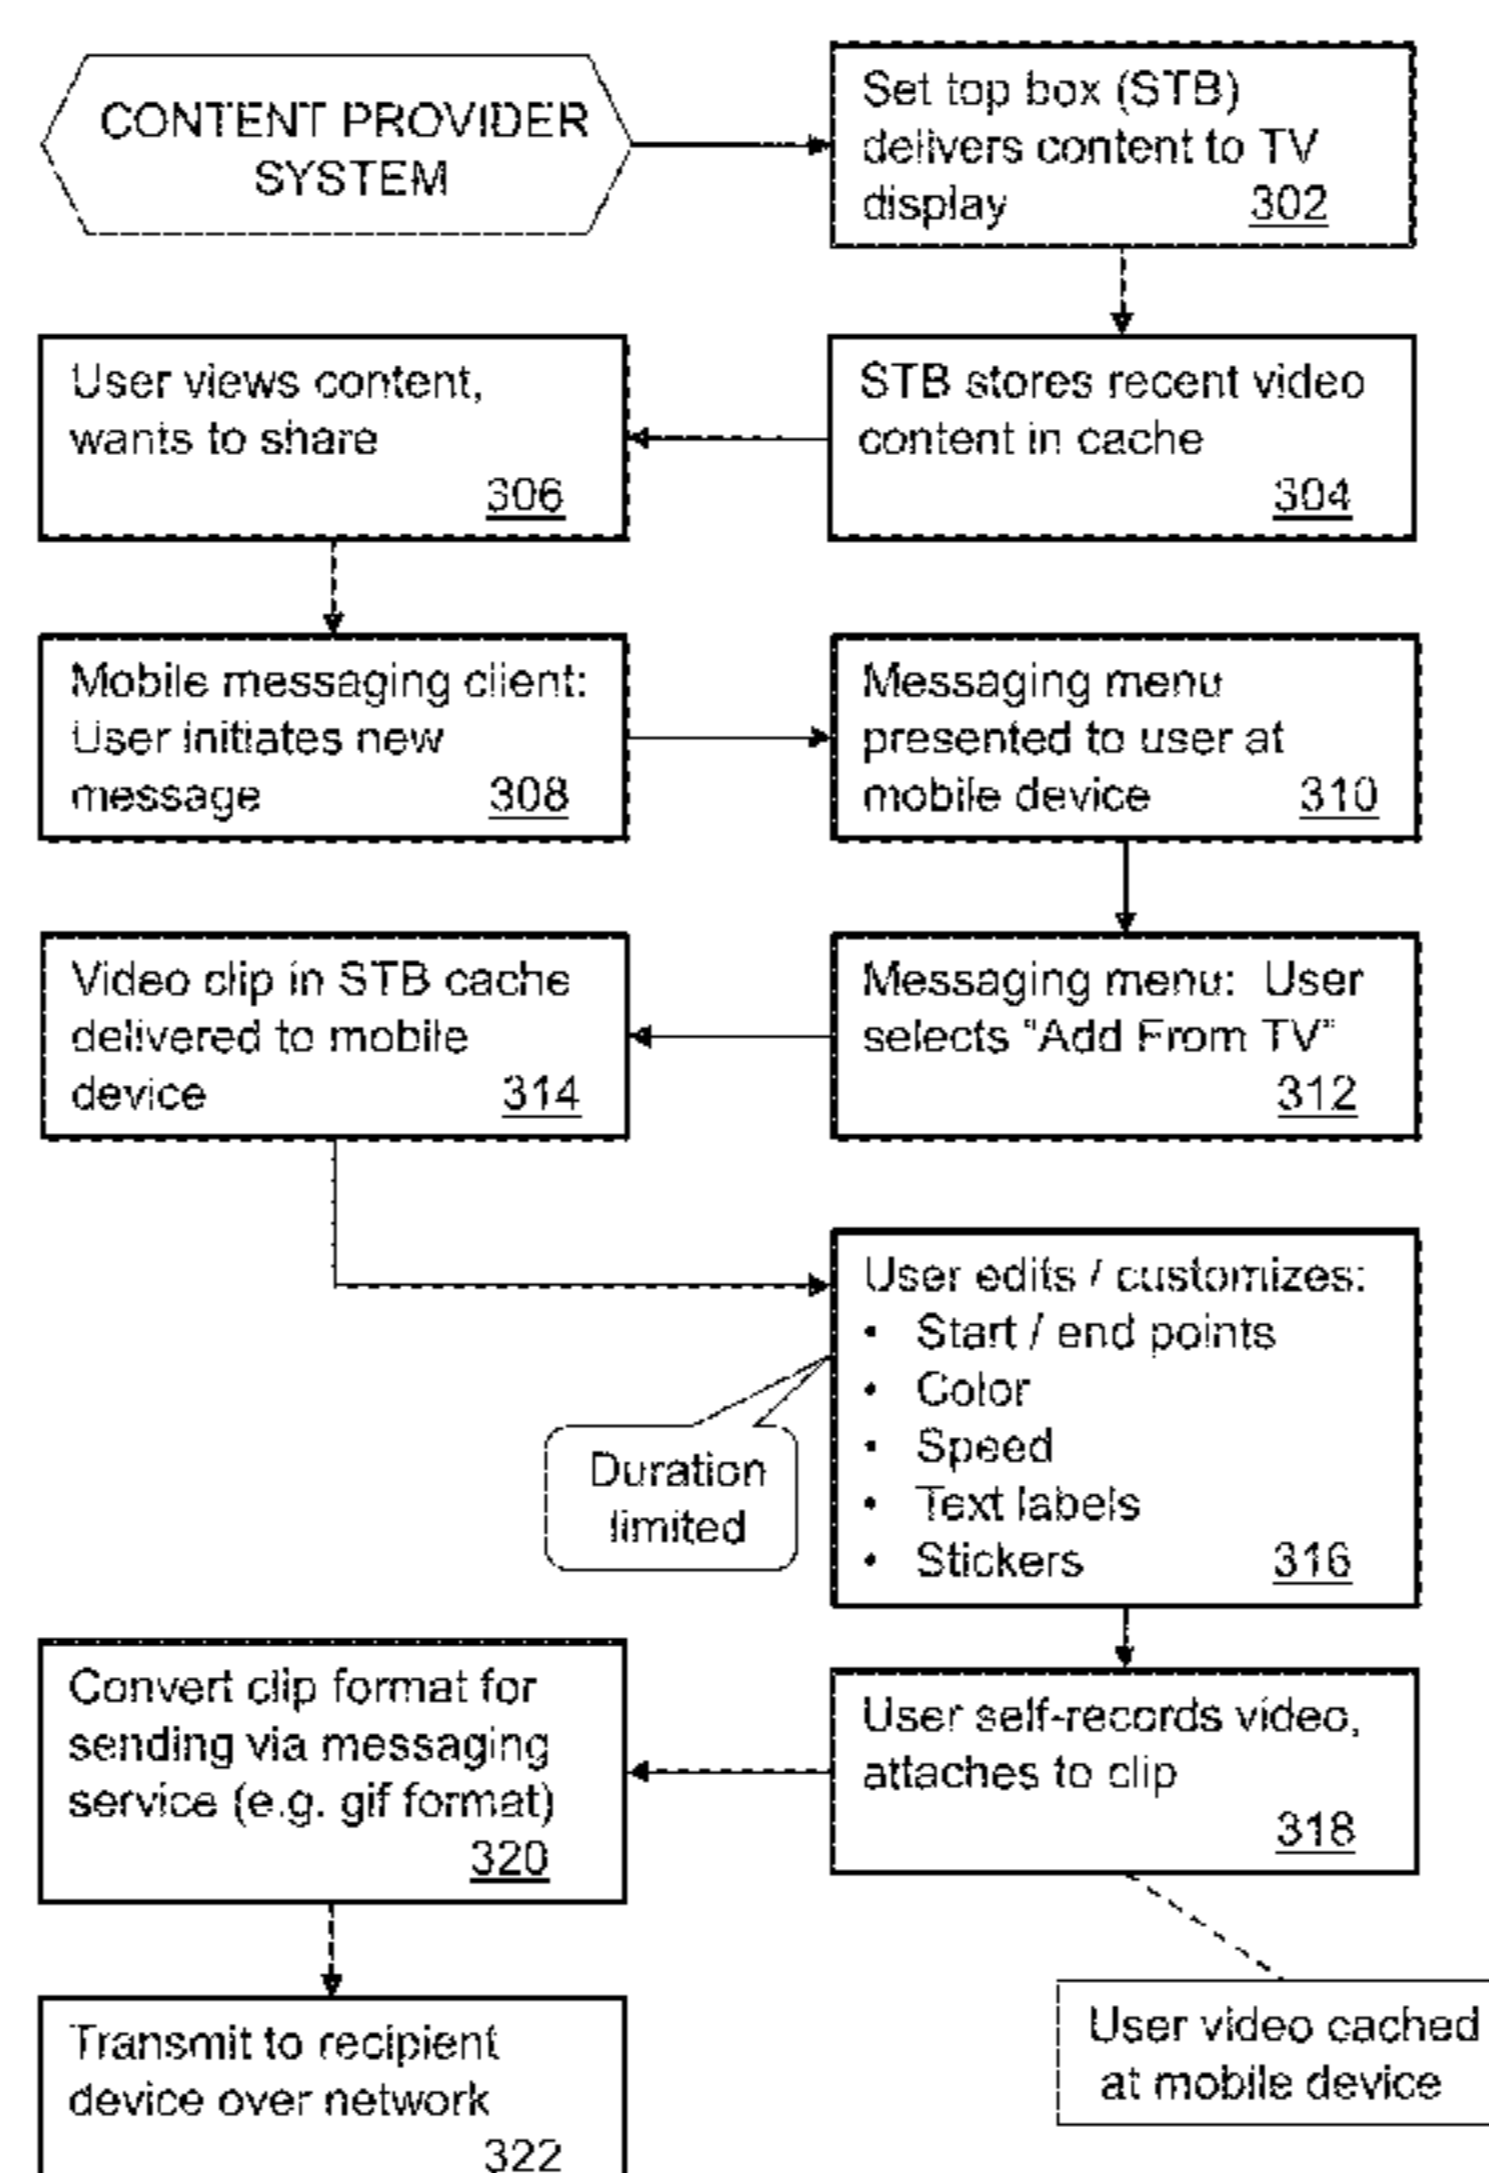 CONTENT PROVIDER
SYSTEM
Set top box (STB)
delivers content to TV
display 302
User views content,
wants to share
306
STB stores recent video
content in cache
304
Mobile messaging client:
User initiates new
message 308
Messaging menu
presented to user at
mobile device 310
Video clip in STB cache
delivered to mobile
device 314
Messaging menu: User
selects "Add From TV"
312
User edits / customizes:
• Start / end points
• Color
• Speed
• Text labels
• Stickers 316
Duration
limited
Convert clip format for
sending via messaging
service (e.g. gif format)
320
User self-records video,
attaches to clip
318
Transmit to recipient
device over network
322
User video cached
at mobile device